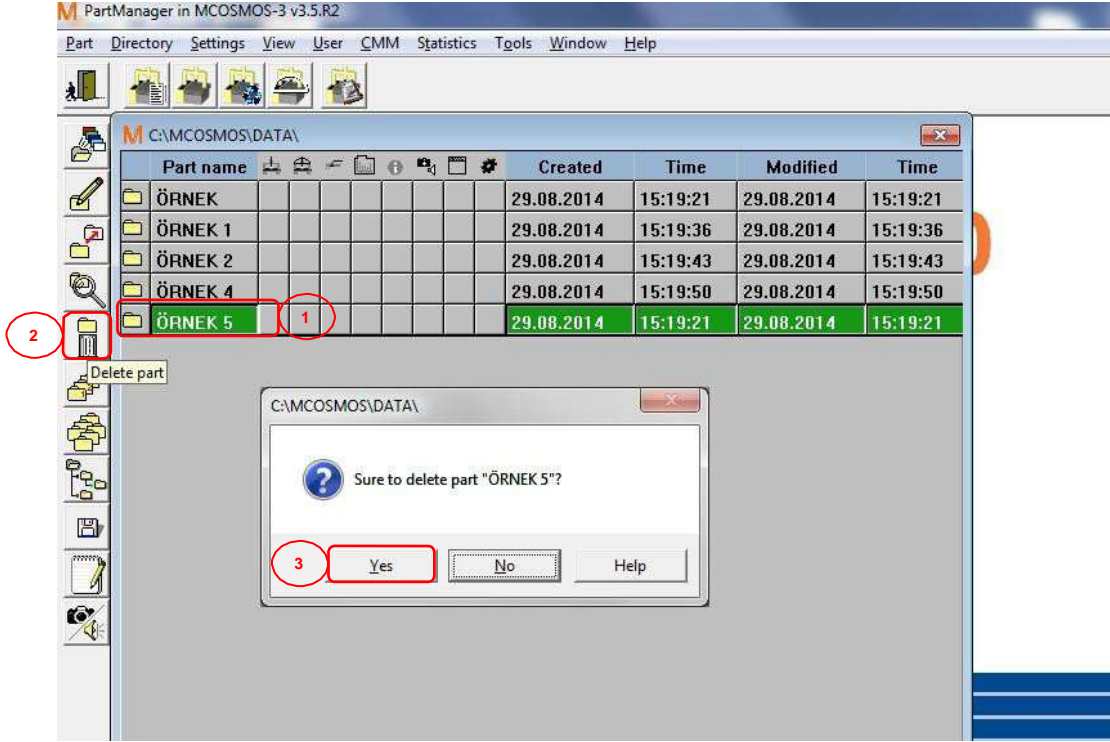 M PartManager in MCOSMOS-3 v3.5.R2
Part Directory Settings View User CMM Statistics Tools Window Help
M C:\MCOSMOS\DATA\
Part name Created Time Modified Time
ÖRNEK 29.08.2014 15:19:21 29.08.2014 15:19:21
ÖRNEK 1 29.08.2014 15:19:36 29.08.2014 15:19:36
ÖRNEK 2 29.08.2014 15:19:43 29.08.2014 15:19:43
ÖRNEK 4 29.08.2014 15:19:50 29.08.2014 15:19:50
ÖRNEK 5 1 29.08.2014 15:19:21 29.08.2014 15:19:21
2
Delete part
C:\MCOSMOS\DATA\
Sure to delete part "ÖRNEK 5"?
3 Yes No Help